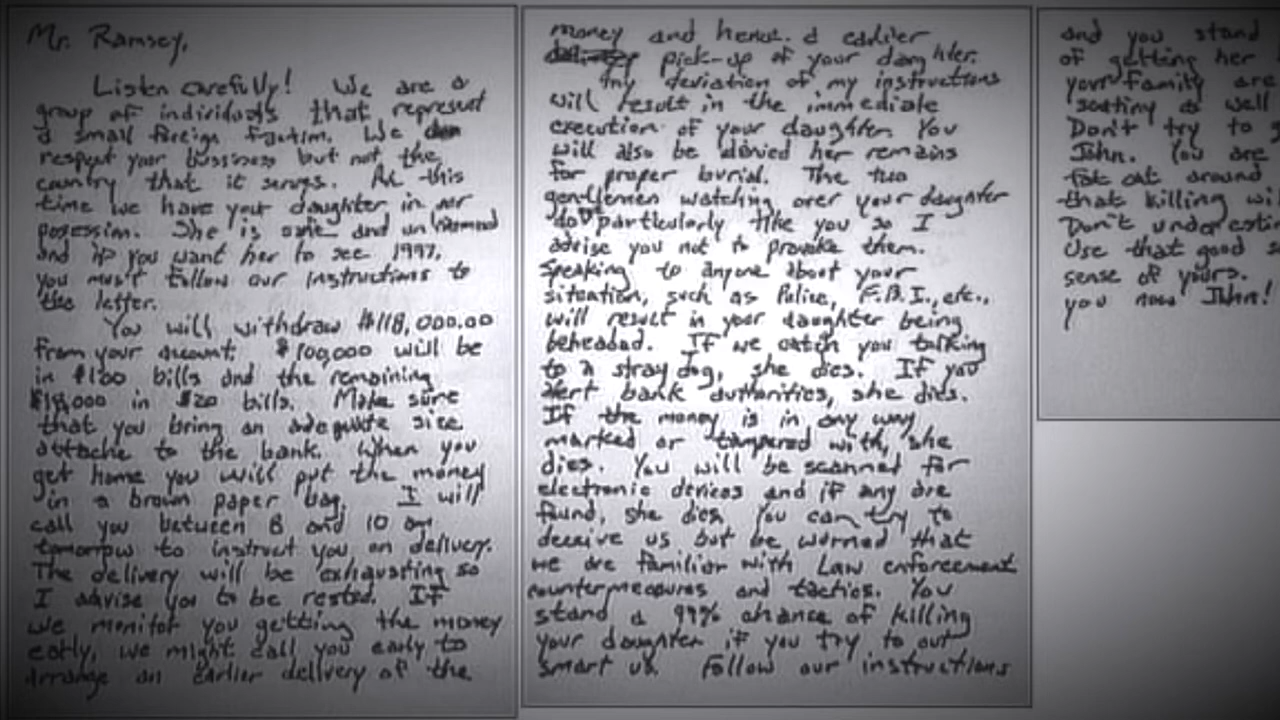 Mr. Ramsey,
Listen carefully! We are a
group of individuals that represent
a small foreign faction. We
respect your bussiness but not the
country that it serves. At this
time we have your daughter in our
posession. She is safe and unharmed
and if you want her to see 1997,
you must follow our instructions to
the letter.
You will withdraw $118,000.00
from your account. $100,000 will be
in $100 bills and the remaining
$18,000 in $20 bills. Make sure
that you bring an adequate size
attache to the bank. When you
get home you will put the money
in a brown paper bag. I will
call you between 8 and 10 am
tomorrow to instruct you on delivery.
The delivery will be exhausting so
I advise you to be rested. If
we monitor you getting the money
early, we might call you early to
arrange an earlier delivery of the
money and hence. a earlier
pick-up of your daughter.
Any deviation of my instructions
will result in the immediate
execution of your daughter. You
will also be denied her remains
for proper burial. The two
gentlemen watching over your daughter
do not particularly like you so I
advise you not to provoke them.
Speaking to anyone about your
situation, such as Police, F.B.I., etc.,
will result in your daughter being
beheaded. If we catch you talking
to a stray dog, she dies. If you
alert bank authorities, she dies.
If the money is in any way
marked or tampered with, she
dies. You will be scanned for
electronic devices and if any are
found, she dies. You can try to
deceive us but be warned that
we are familiar with Law enforcement
countermeasures and tactics. You
stand a 99% chance of killing
your daughter if you try to out
smart us. Follow our instructions
and you stand
of getting her
your family are
scutiny as well
Don't try to
John. You are
fat cat around
that killing wi
Don't underesti
Use that good
sense of yours.
you now John!